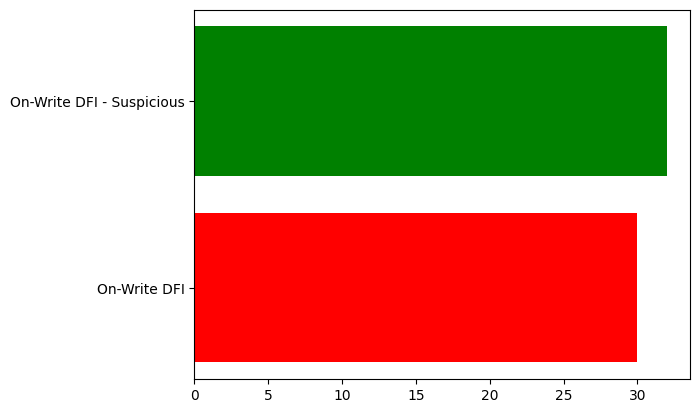 On-Write DFI - Suspicious
On-Write DFI
0 5 10 15 20 25 30